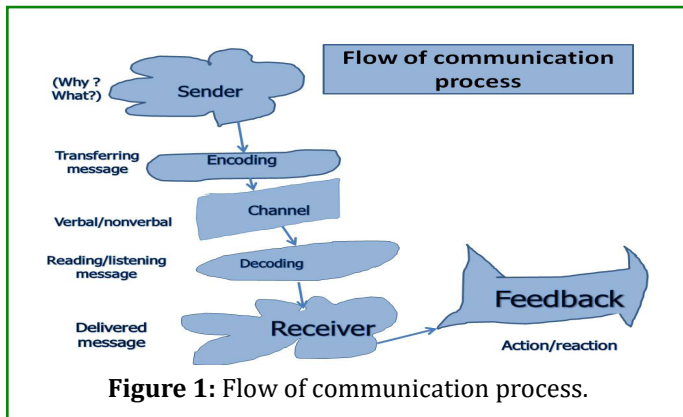 Flow of communication
process
(Why ?
What?)
Sender
Transferring
message
Encoding
Verbal/nonverbal
Channel
Reading/listening
message
Decoding
Delivered
message
Receiver
Feedback
Action/reaction
Figure 1: Flow of communication process.